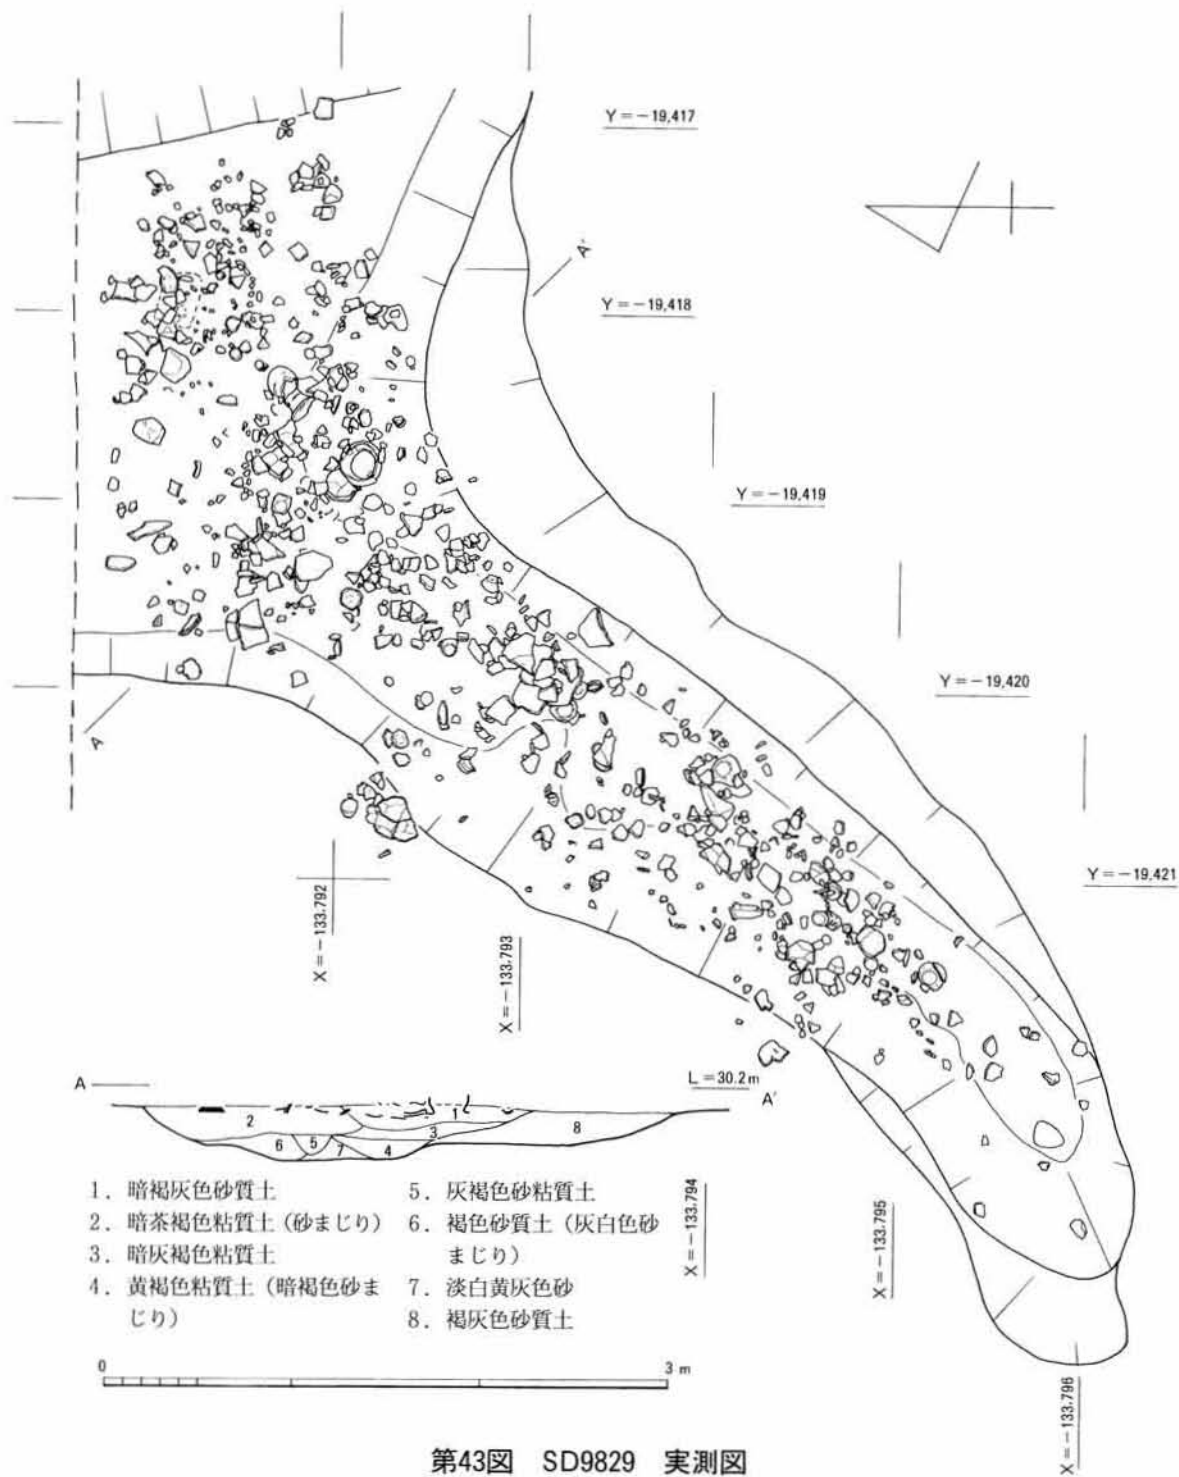 Y=-19,417
A'
Y=-19,418
Y=-19,419
Y=-19,420
A
Y=-19,421
X=-133.792
X=-133.793
A
L=30.2m
A'
1
2
3
8
6
5
7
4
1. 暗褐灰色砂質土
2. 暗茶褐色粘質土(砂まじり)
3. 暗灰褐色粘質土
4. 黄褐色粘質土(暗褐色砂ま
じり)
5. 灰褐色砂粘質土
6. 褐色砂質土(灰白色砂
まじり)
7. 淡白黄灰色砂
8. 褐灰色砂質土
X=-133.794
X=-133.795
0 3 m
X=-133.796
第43図 SD9829 実測図